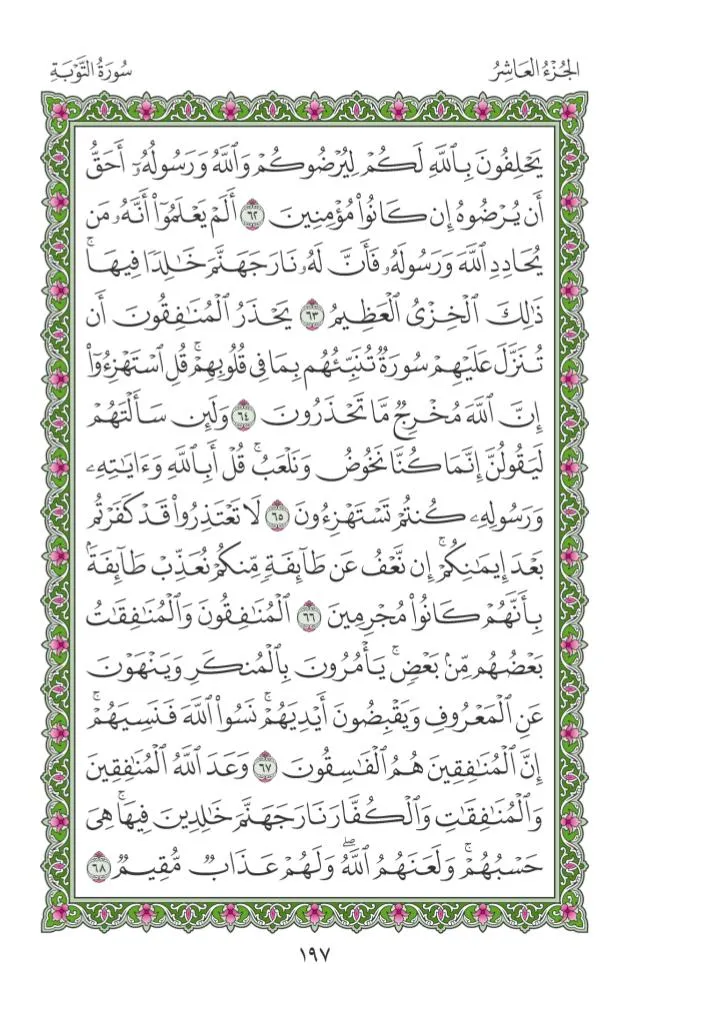 الجُزْءُ العَاشِرُ
سُورَةُ التَّوْبَةِ
يَحْلِفُونَ بِٱللَّهِ لَكُمْ لِيُرْضُوكُمْ وَٱللَّهُ وَرَسُولُهُۥٓ أَحَقُّ
أَن يُرْضُوهُ إِن كَانُوا۟ مُؤْمِنِينَ ٦٢ أَلَمْ يَعْلَمُوٓا۟ أَنَّهُۥ مَن
يُحَادِدِ ٱللَّهَ وَرَسُولَهُۥ فَأَنَّ لَهُۥ نَارَ جَهَنَّمَ خَٰلِدًا فِيهَا ۚ
ذَٰلِكَ ٱلْخِزْىُ ٱلْعَظِيمُ ٦٣ يَحْذَرُ ٱلْمُنَٰفِقُونَ أَن
تُنَزَّلَ عَلَيْهِمْ سُورَةٌ تُنَبِّئُهُم بِمَا فِى قُلُوبِهِمْ ۚ قُلِ ٱسْتَهْزِءُوٓا۟
إِنَّ ٱللَّهَ مُخْرِجٌ مَّا تَحْذَرُونَ ٦٤ وَلَئِن سَأَلْتَهُمْ
لَيَقُولُنَّ إِنَّمَا كُنَّا نَخُوضُ وَنَلْعَبُ ۚ قُلْ أَبِٱللَّهِ وَءَايَٰتِهِۦ
وَرَسُولِهِۦ كُنتُمْ تَسْتَهْزِءُونَ ٦٥ لَا تَعْتَذِرُوا۟ قَدْ كَفَرْتُم
بَعْدَ إِيمَٰنِكُمْ ۚ إِن نَّعْفُ عَن طَآئِفَةٍ مِّنكُمْ نُعَذِّبْ طَآئِفَةًۢ
بِأَنَّهُمْ كَانُوا۟ مُجْرِمِينَ ٦٦ ٱلْمُنَٰفِقُونَ وَٱلْمُنَٰفِقَٰتُ
بَعْضُهُم مِّنۢ بَعْضٍ ۚ يَأْمُرُونَ بِٱلْمُنكَرِ وَيَنْهَوْنَ
عَنِ ٱلْمَعْرُوفِ وَيَقْبِضُونَ أَيْدِيَهُمْ ۚ نَسُوا۟ ٱللَّهَ فَنَسِيَهُمْ ۗ
إِنَّ ٱلْمُنَٰفِقِينَ هُمُ ٱلْفَٰسِقُونَ ٦٧ وَعَدَ ٱللَّهُ ٱلْمُنَٰفِقِينَ
وَٱلْمُنَٰفِقَٰتِ وَٱلْكُفَّارَ نَارَ جَهَنَّمَ خَٰلِدِينَ فِيهَا ۚ هِىَ
حَسْبُهُمْ ۚ وَلَعَنَهُمُ ٱللَّهُ ۖ وَلَهُمْ عَذَابٌ مُّقِيمٌ ٦٨
١٩٧